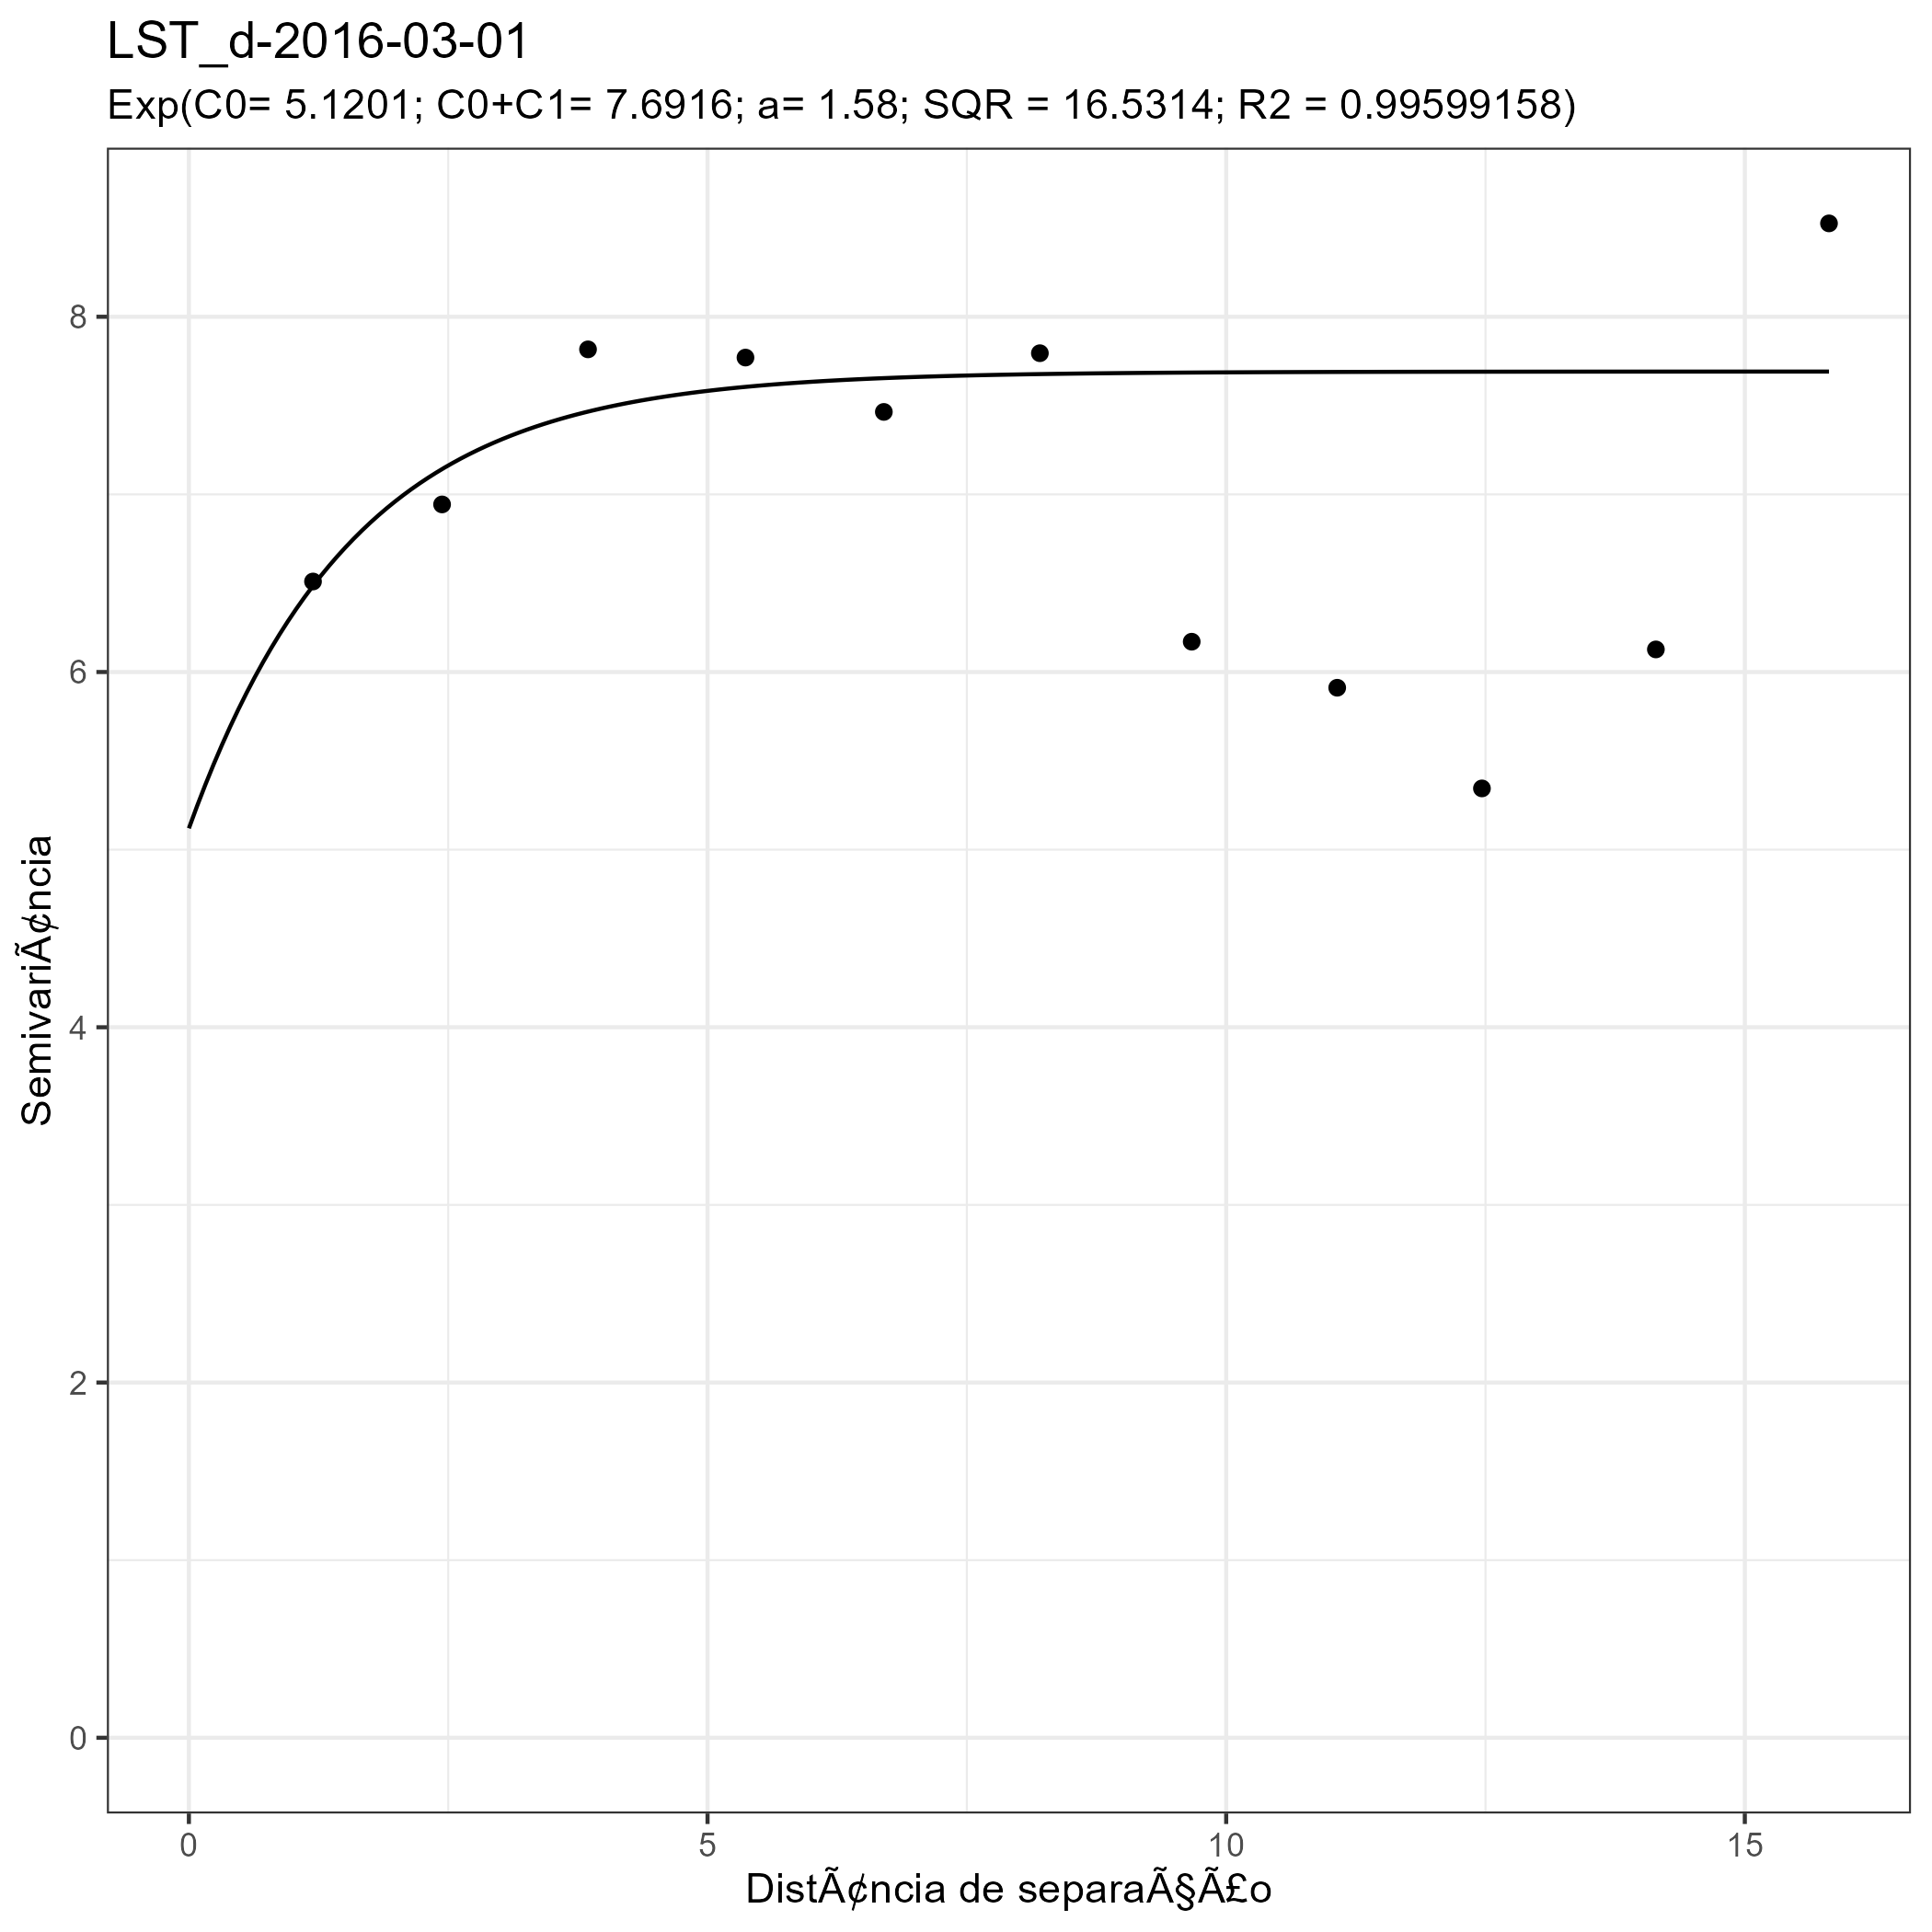 LST_d-2016-03-01
Exp(C0= 5.1201; C0+C1= 7.6916; a= 1.58; SQR = 16.5314; R2 = 0.99599158)
SemivariÃ¢ncia
8
6
4
2
0
0 5 10 15
DistÃ¢ncia de separaÃ§Ã£o